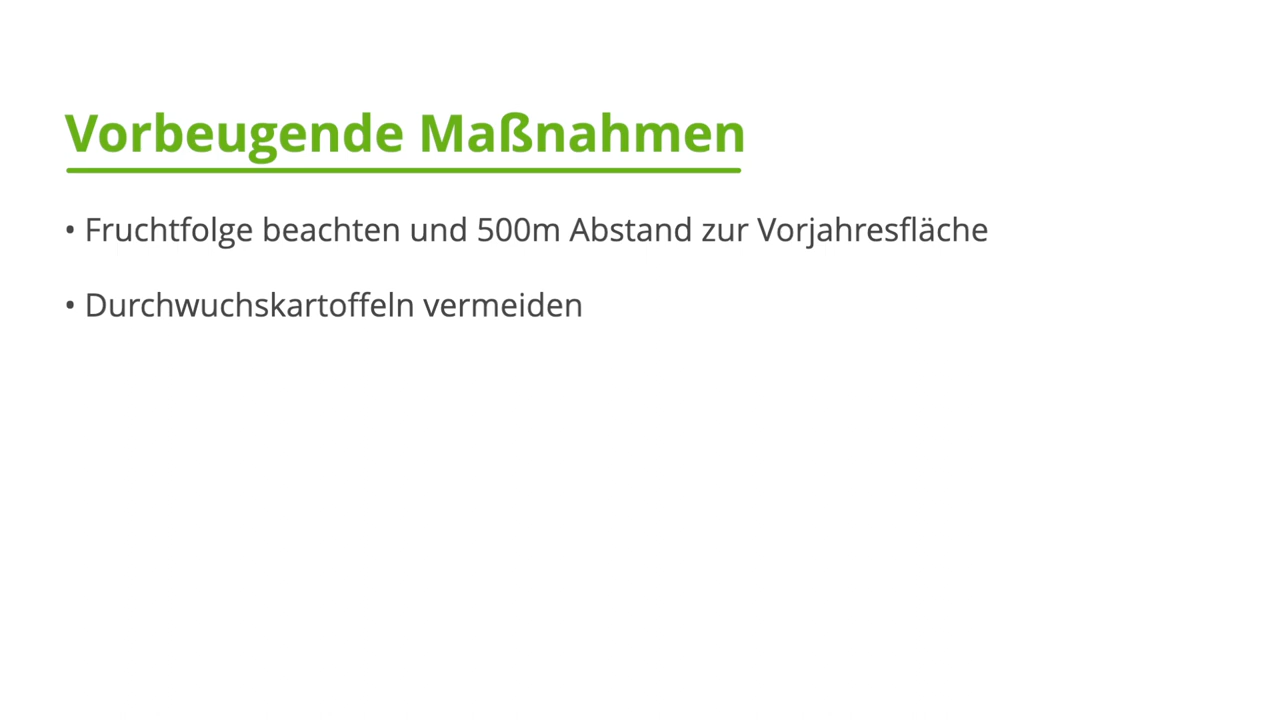 Vorbeugende Maßnahmen
• Fruchtfolge beachten und 500m Abstand zur Vorjahresfläche
• Durchwuchskartoffeln vermeiden